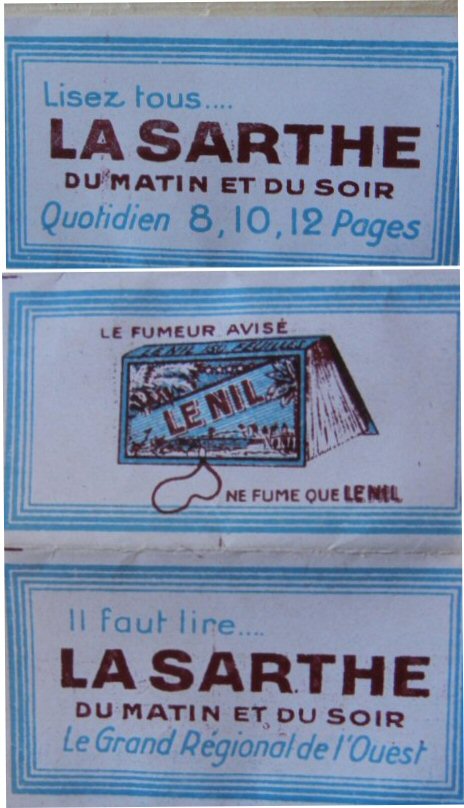 Lisez tous....
LA SARTHE
DU MATIN ET DU SOIR
Quotidien 8, 10, 12 Pages
LE FUMEUR AVISÉ
LE NIL
NE FUME QUE LE NIL
Il faut lire....
LA SARTHE
DU MATIN ET DU SOIR
Le Grand Régional de l'Ouest